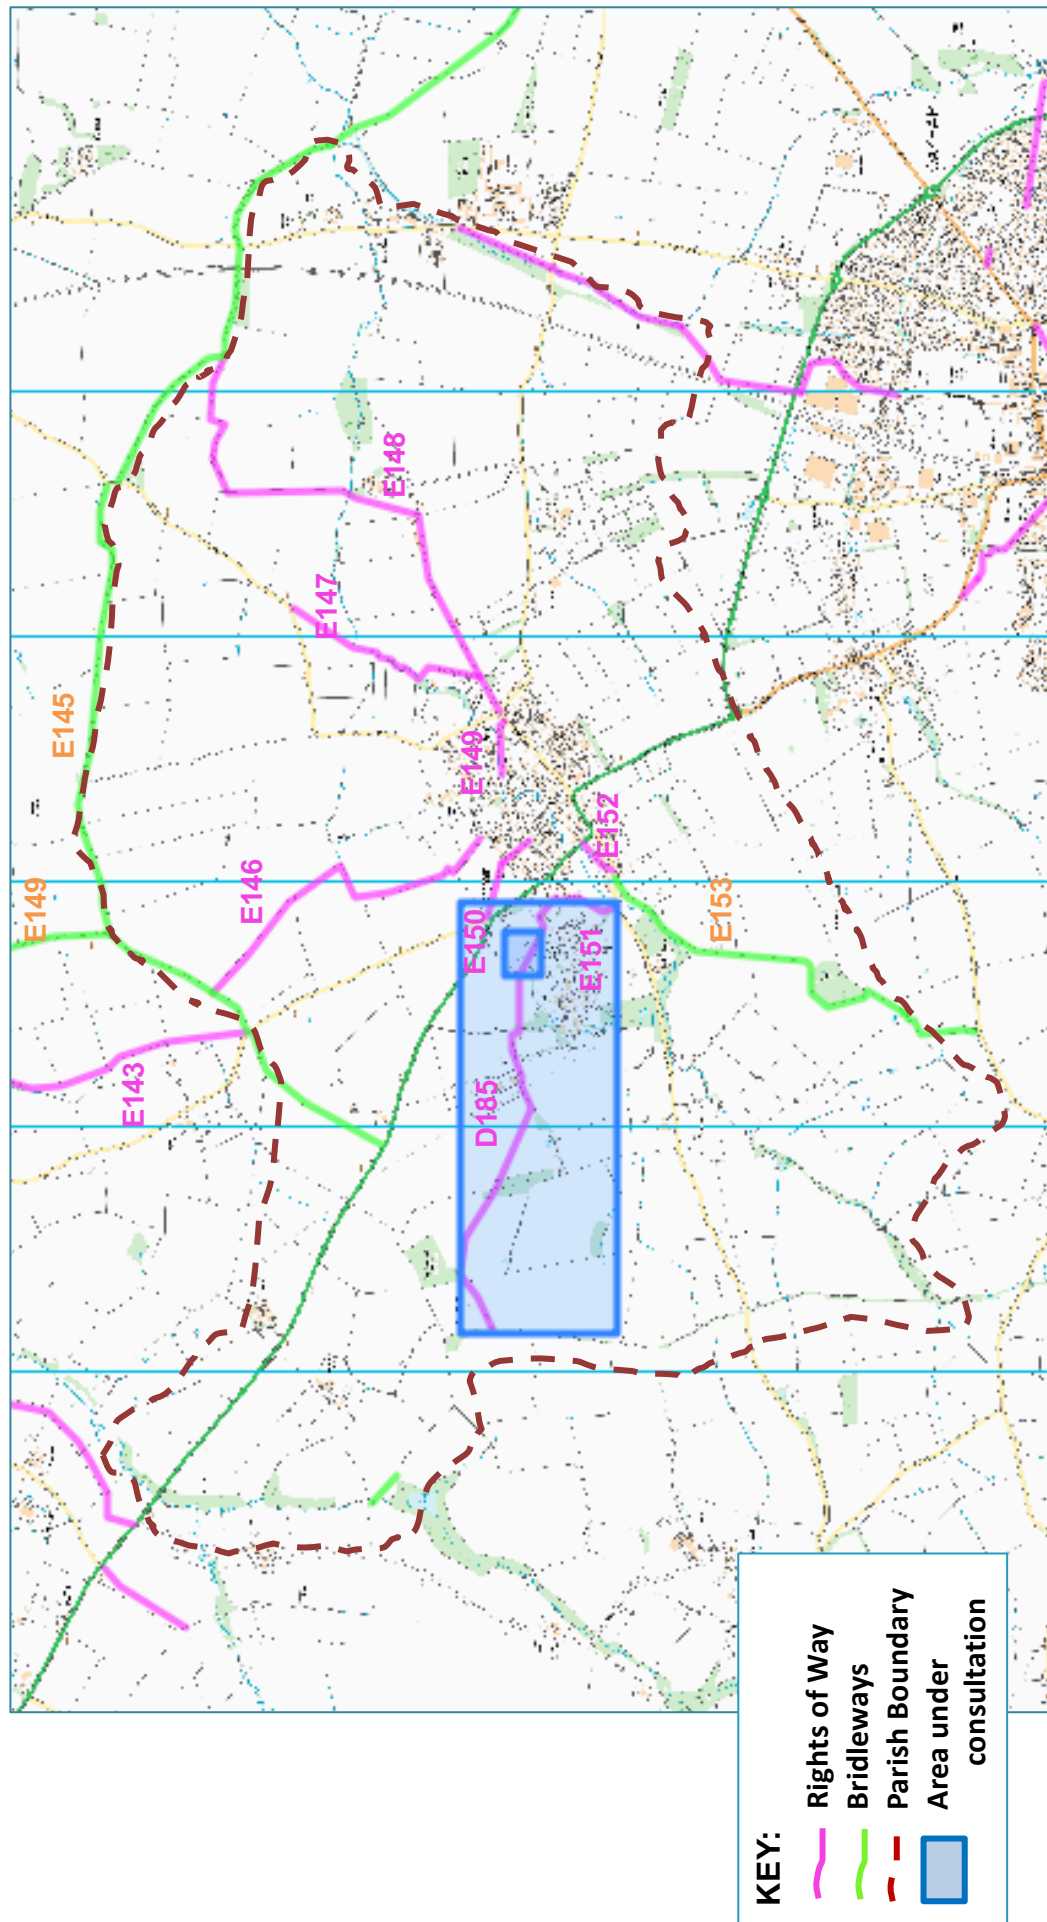 E145
E149
E148
E147
E149
E146
E152
E153
E150
E151
E143
D185
KEY:
Rights of Way
Bridleways
Parish Boundary
Area under
consultation